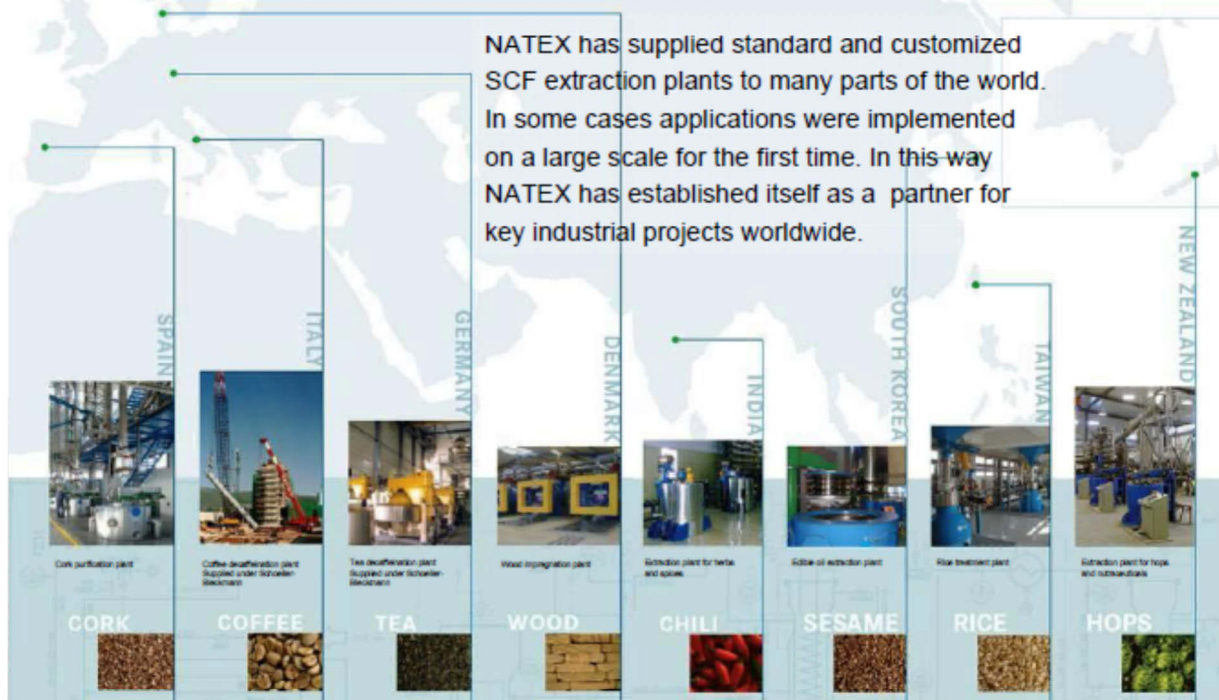 NATEX has supplied standard and customized
SCF extraction plants to many parts of the world.
In some cases applications were implemented
on a large scale for the first time. In this way
NATEX has established itself as a partner for
key industrial projects worldwide.
SPAIN
ITALY
GERMANY
DENMARK
INDIA
SOUTH KOREA
TAIWAN
NEW ZEALAND
Cork purification plant
Coffee decaffeination plant
Supplied under Schoeller-
Bleckmann
Tea decaffeination plant
Supplied under Schoeller-
Bleckmann
Wood impregnation plant
Extraction plant for herbs
and spices
Edible oil extraction plant
Rice treatment plant
Extraction plant for hops
and nutraceuticals
CORK
COFFEE
TEA
WOOD
CHILI
SESAME
RICE
HOPS